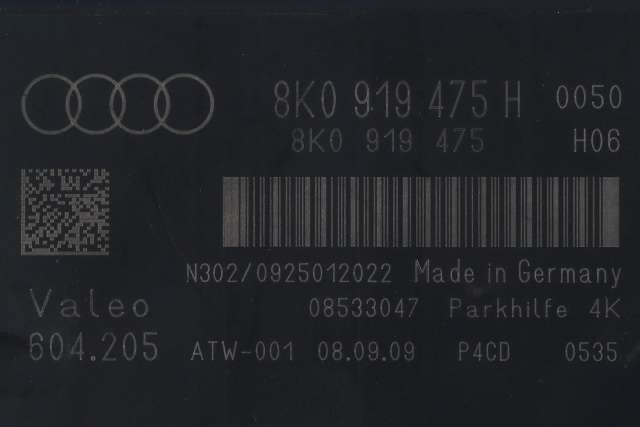 8K0 919 475 H 0050
8K0 919 475 H06
N302/0925012022 Made in Germany
Valeo 08533047 Parkhilfe 4K
604.205 ATW-001 08.09.09 P4CD 0535